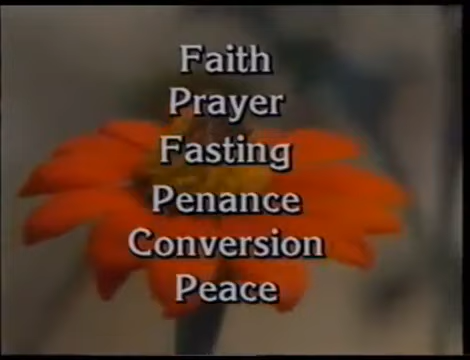 Faith
Prayer
Fasting
Penance
Conversion
Peace